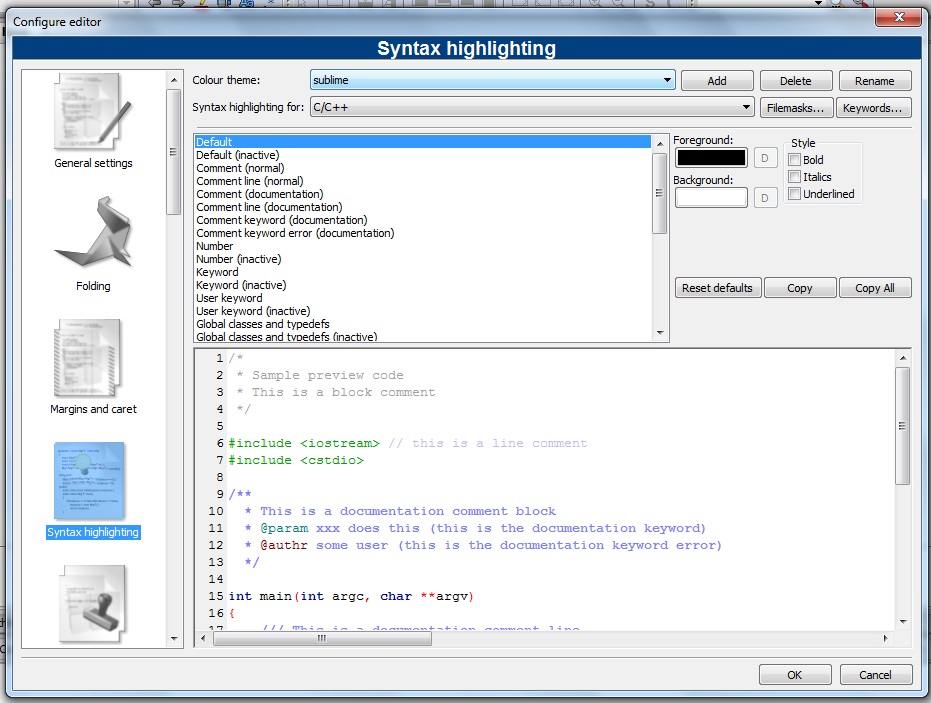 Configure editor
Syntax highlighting
General settings
Folding
Margins and caret
Syntax highlighting
Colour theme:
sublime
Add
Delete
Rename
Syntax highlighting for:
C/C++
Filemasks...
Keywords...
Default
Default (inactive)
Comment (normal)
Comment line (normal)
Comment (documentation)
Comment line (documentation)
Comment keyword (documentation)
Comment keyword error (documentation)
Number
Number (inactive)
Keyword
Keyword (inactive)
User keyword
User keyword (inactive)
Global classes and typedefs
Global classes and typedefs (inactive)
Foreground:
D
Background:
D
Style
Bold
Italics
Underlined
Reset defaults
Copy
Copy All
1 /*
2  * Sample preview code
3  * This is a block comment
4  */
5
6 #include <iostream> // this is a line comment
7 #include <cstdio>
8
9 /**
10  * This is a documentation comment block
11  * @param xxx does this (this is the documentation keyword)
12  * @authr some user (this is the documentation keyword error)
13  */
14
15 int main(int argc, char **argv)
16 {
17 /// This is a documentation comment line
OK
Cancel